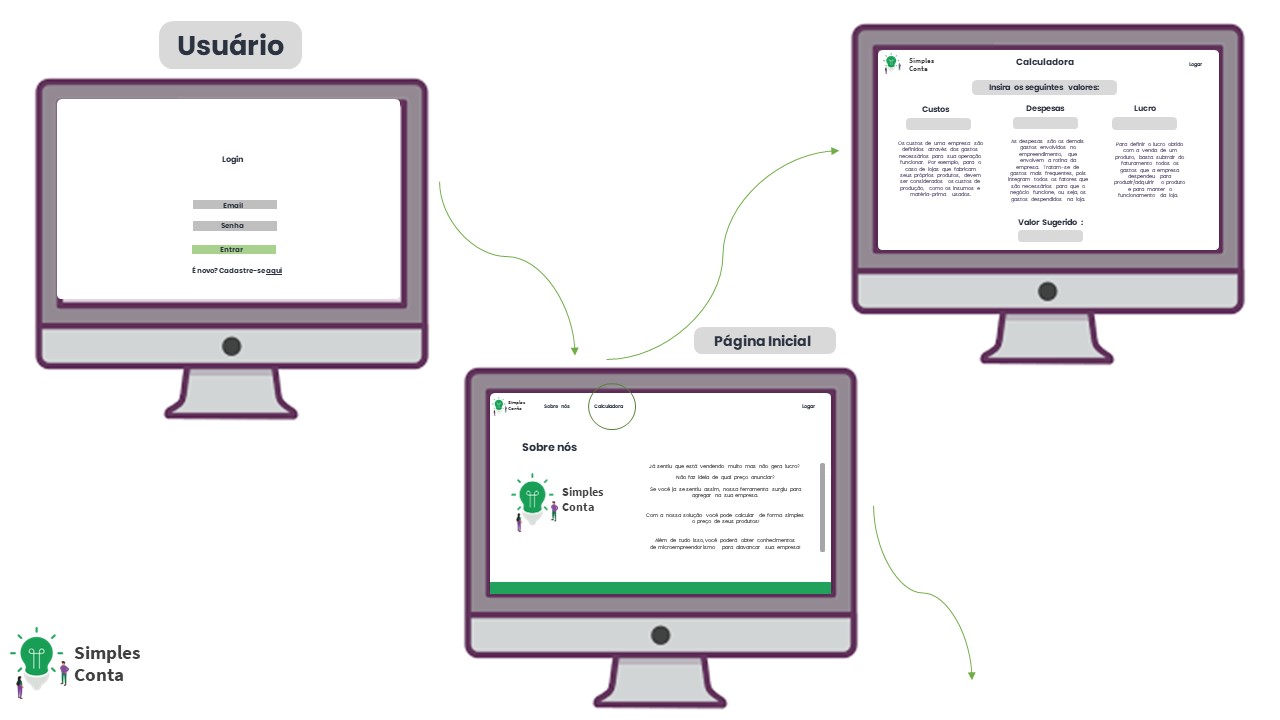 Usuário
Login
Email
Senha
Entrar
É novo? Cadastre-se aqui
Simples
Conta
Calculadora
Logar
Insira os seguintes valores:
Custos
Os custos de uma empresa são
definidos através dos gastos
necessários para sua operação
funcionar. Por exemplo, para o
caso de lojas que fabricam
seus próprios produtos, devem
ser considerados os custos de
produção, como os insumos e
matéria-prima usados.
Despesas
As despesas são os demais
gastos envolvidos no
empreendimento, que
envolvem a rotina da
empresa. Tratam-se de
gastos mais frequentes, pois
integram todos os fatores que
são necessários para que o
negócio funcione, ou seja, os
gastos despendidos na loja.
Lucro
Para definir o lucro obtido
com a venda de um
produto, basta subtrair do
faturamento todos os
gastos que a empresa
despendeu para
produzir/adquirir o produto
e para manter o
funcionamento da loja.
Valor Sugerido :
Página Inicial
Simples
Conta
Sobre nós
Calculadora
Logar
Sobre nós
Simples
Conta
Já sentiu que está vendendo muito mas não gera lucro?
Não faz ideia de qual preço anunciar?
Se você já se sentiu assim, nossa ferramenta surgiu para
agregar na sua empresa.
Com a nossa solução você pode calcular de forma simples
o preço de seus produtos!
Além de tudo isso, você poderá obter conhecimentos
de microempreendorismo para alavancar sua empresa!
Simples
Conta